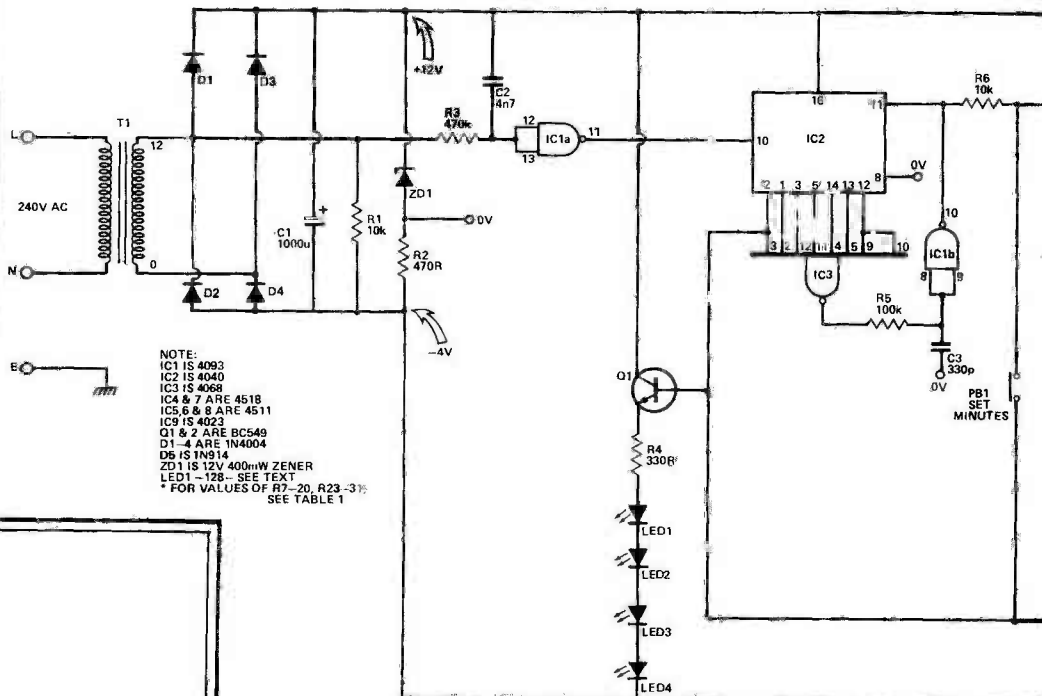 D1
D3
+12V
C2
4n7
R6
10k
L
T1
12
R3
470k
12
13
IC1a
11
16
10
IC2
11
8
0V
240V AC
C1
1000u
+
R1
10k
ZD1
0V
R2
470R
2 1 3 5 14 13 12
3 2 12 11 4 5 9 10
IC3
10
IC1b
8 9
N
0
D2
D4
-4V
R5
100k
C3
330p
0V
E
PB1
SET
MINUTES
Q1
R4
330R
NOTE:
IC1 IS 4093
IC2 IS 4040
IC3 IS 4068
IC4 & 7 ARE 4518
IC5,6 & 8 ARE 4511
IC9 IS 4023
Q1 & 2 ARE BC549
D1-4 ARE 1N4004
D5 IS 1N914
ZD1 IS 12V 400mW ZENER
LED1 -128- SEE TEXT
* FOR VALUES OF R7-20, R23-31
SEE TABLE 1
LED1
LED2
LED3
LED4